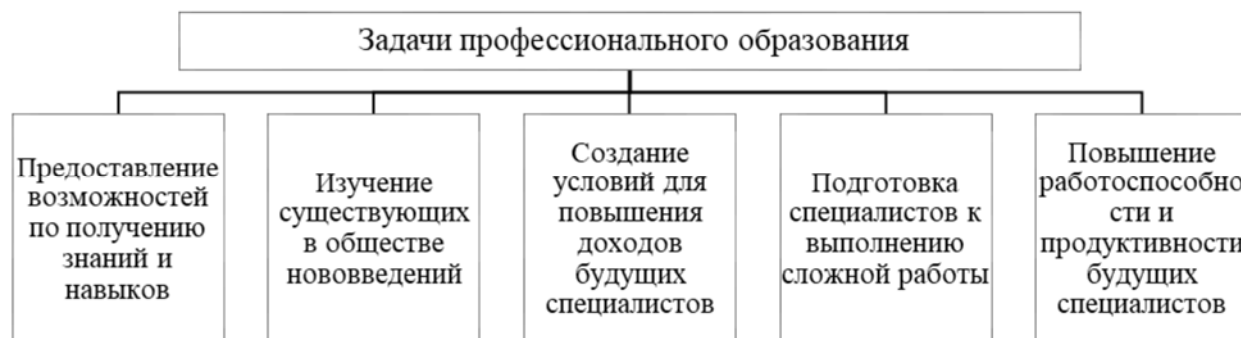 Задачи профессионального образования
Предоставление
возможностей
по получению
знаний и
навыков
Изучение
существующих
в обществе
нововведений
Создание
условий для
повышения
доходов
будущих
специалистов
Подготовка
специалистов к
выполнению
сложной работы
Повышение
работоспособно
сти и
продуктивности
будущих
специалистов